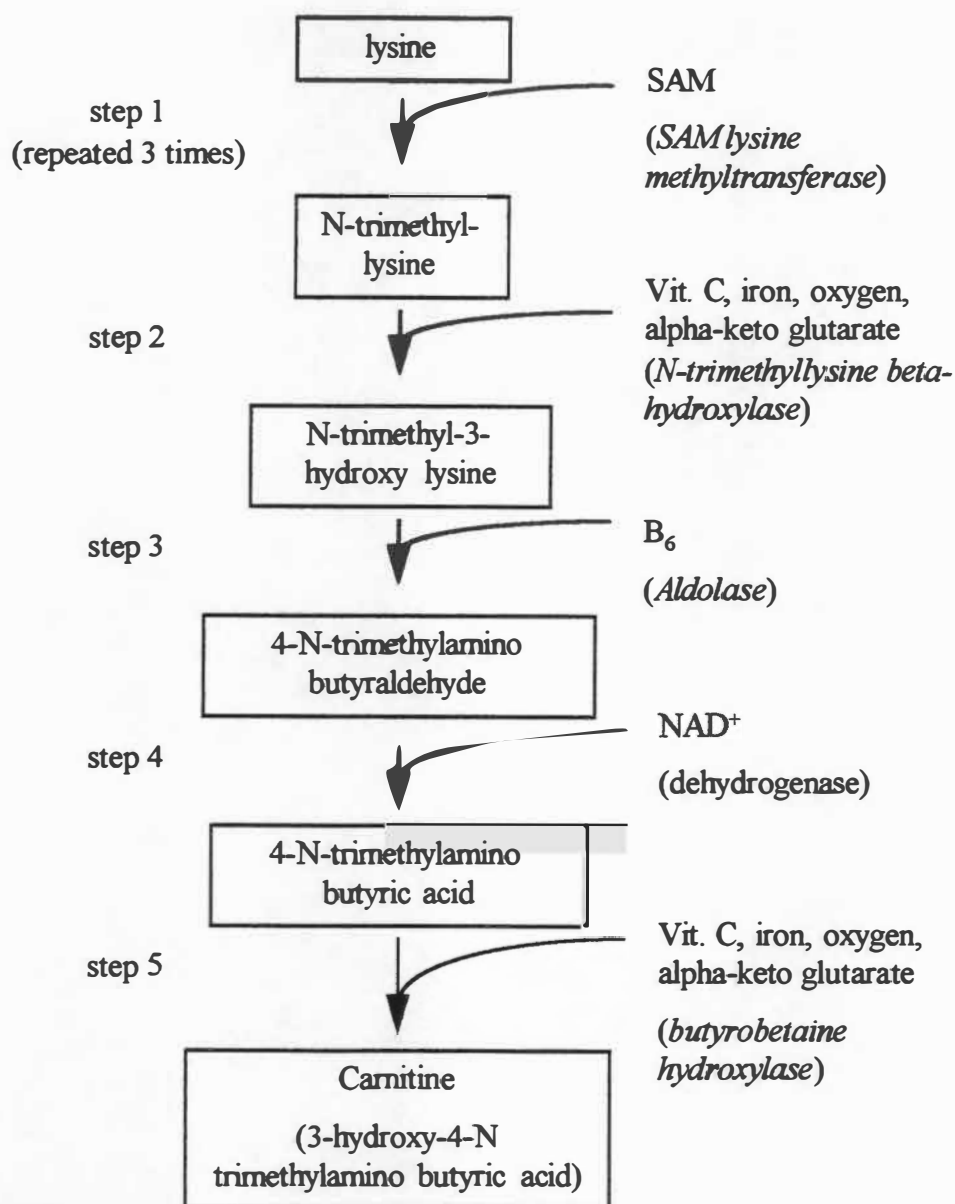 lysine
SAM
step 1
(repeated 3 times)
(SAM lysine
methyltransferase)
N-trimethyl-
lysine
Vit. C, iron, oxygen,
alpha-keto glutarate
(N-trimethyllysine beta-
hydroxylase)
step 2
N-trimethyl-3-
hydroxy lysine
step 3
B₆
(Aldolase)
4-N-trimethylamino
butyraldehyde
NAD⁺
step 4
(dehydrogenase)
4-N-trimethylamino
butyric acid
Vit. C, iron, oxygen,
alpha-keto glutarate
step 5
(butyrobetaine
hydroxylase)
Carnitine
(3-hydroxy-4-N
trimethylamino butyric acid)